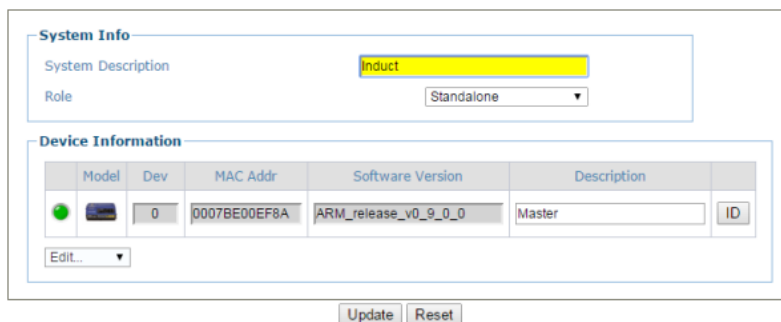 System Info
System Description Induct
Role Standalone
Device Information
Model Dev MAC Addr Software Version Description
0 0007BE00EF8A ARM_release_v0_9_0_0 Master ID
Edit...
Update Reset